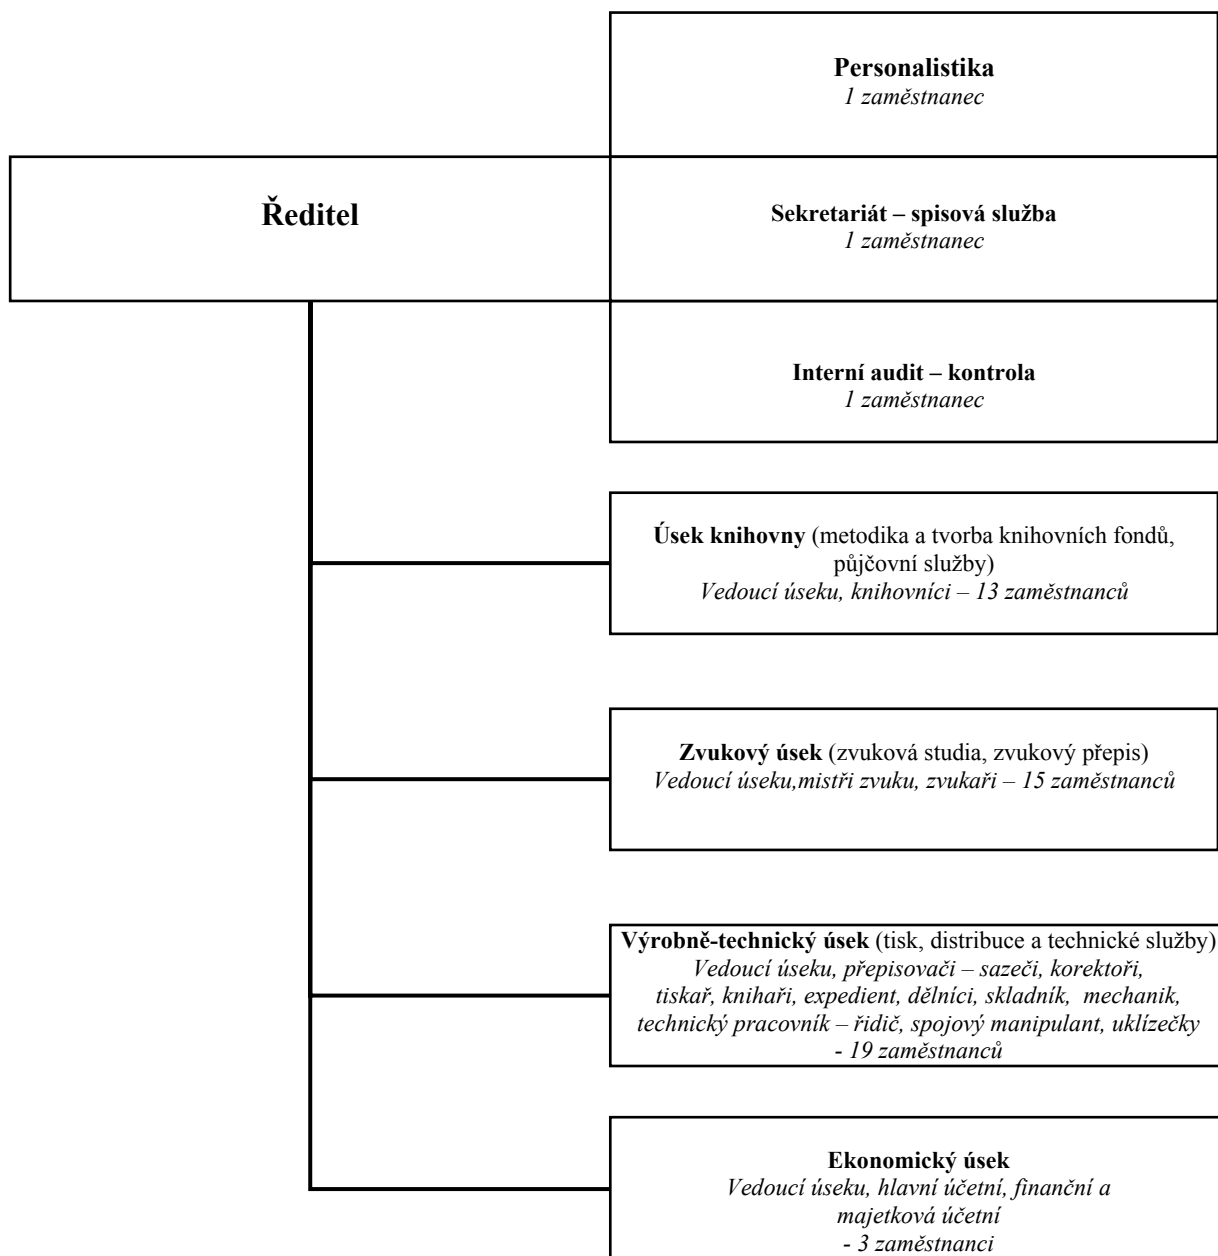 Personalistika
1 zaměstnanec
Ředitel
Sekretariát – spisová služba
1 zaměstnanec
Interní audit – kontrola
1 zaměstnanec
Úsek knihovny (metodika a tvorba knihovních fondů,
půjčovní služby)
Vedoucí úseku, knihovníci – 13 zaměstnanců
Zvukový úsek (zvuková studia, zvukový přepis)
Vedoucí úseku,mistři zvuku, zvukaři – 15 zaměstnanců
Výrobně-technický úsek (tisk, distribuce a technické služby)
Vedoucí úseku, přepisovači – sazeči, korektoři,
tiskař, knihaři, expedient, dělníci, skladník, mechanik,
technický pracovník – řidič, spojový manipulant, uklízečky
- 19 zaměstnanců
Ekonomický úsek
Vedoucí úseku, hlavní účetní, finanční a
majetková účetní
- 3 zaměstnanci